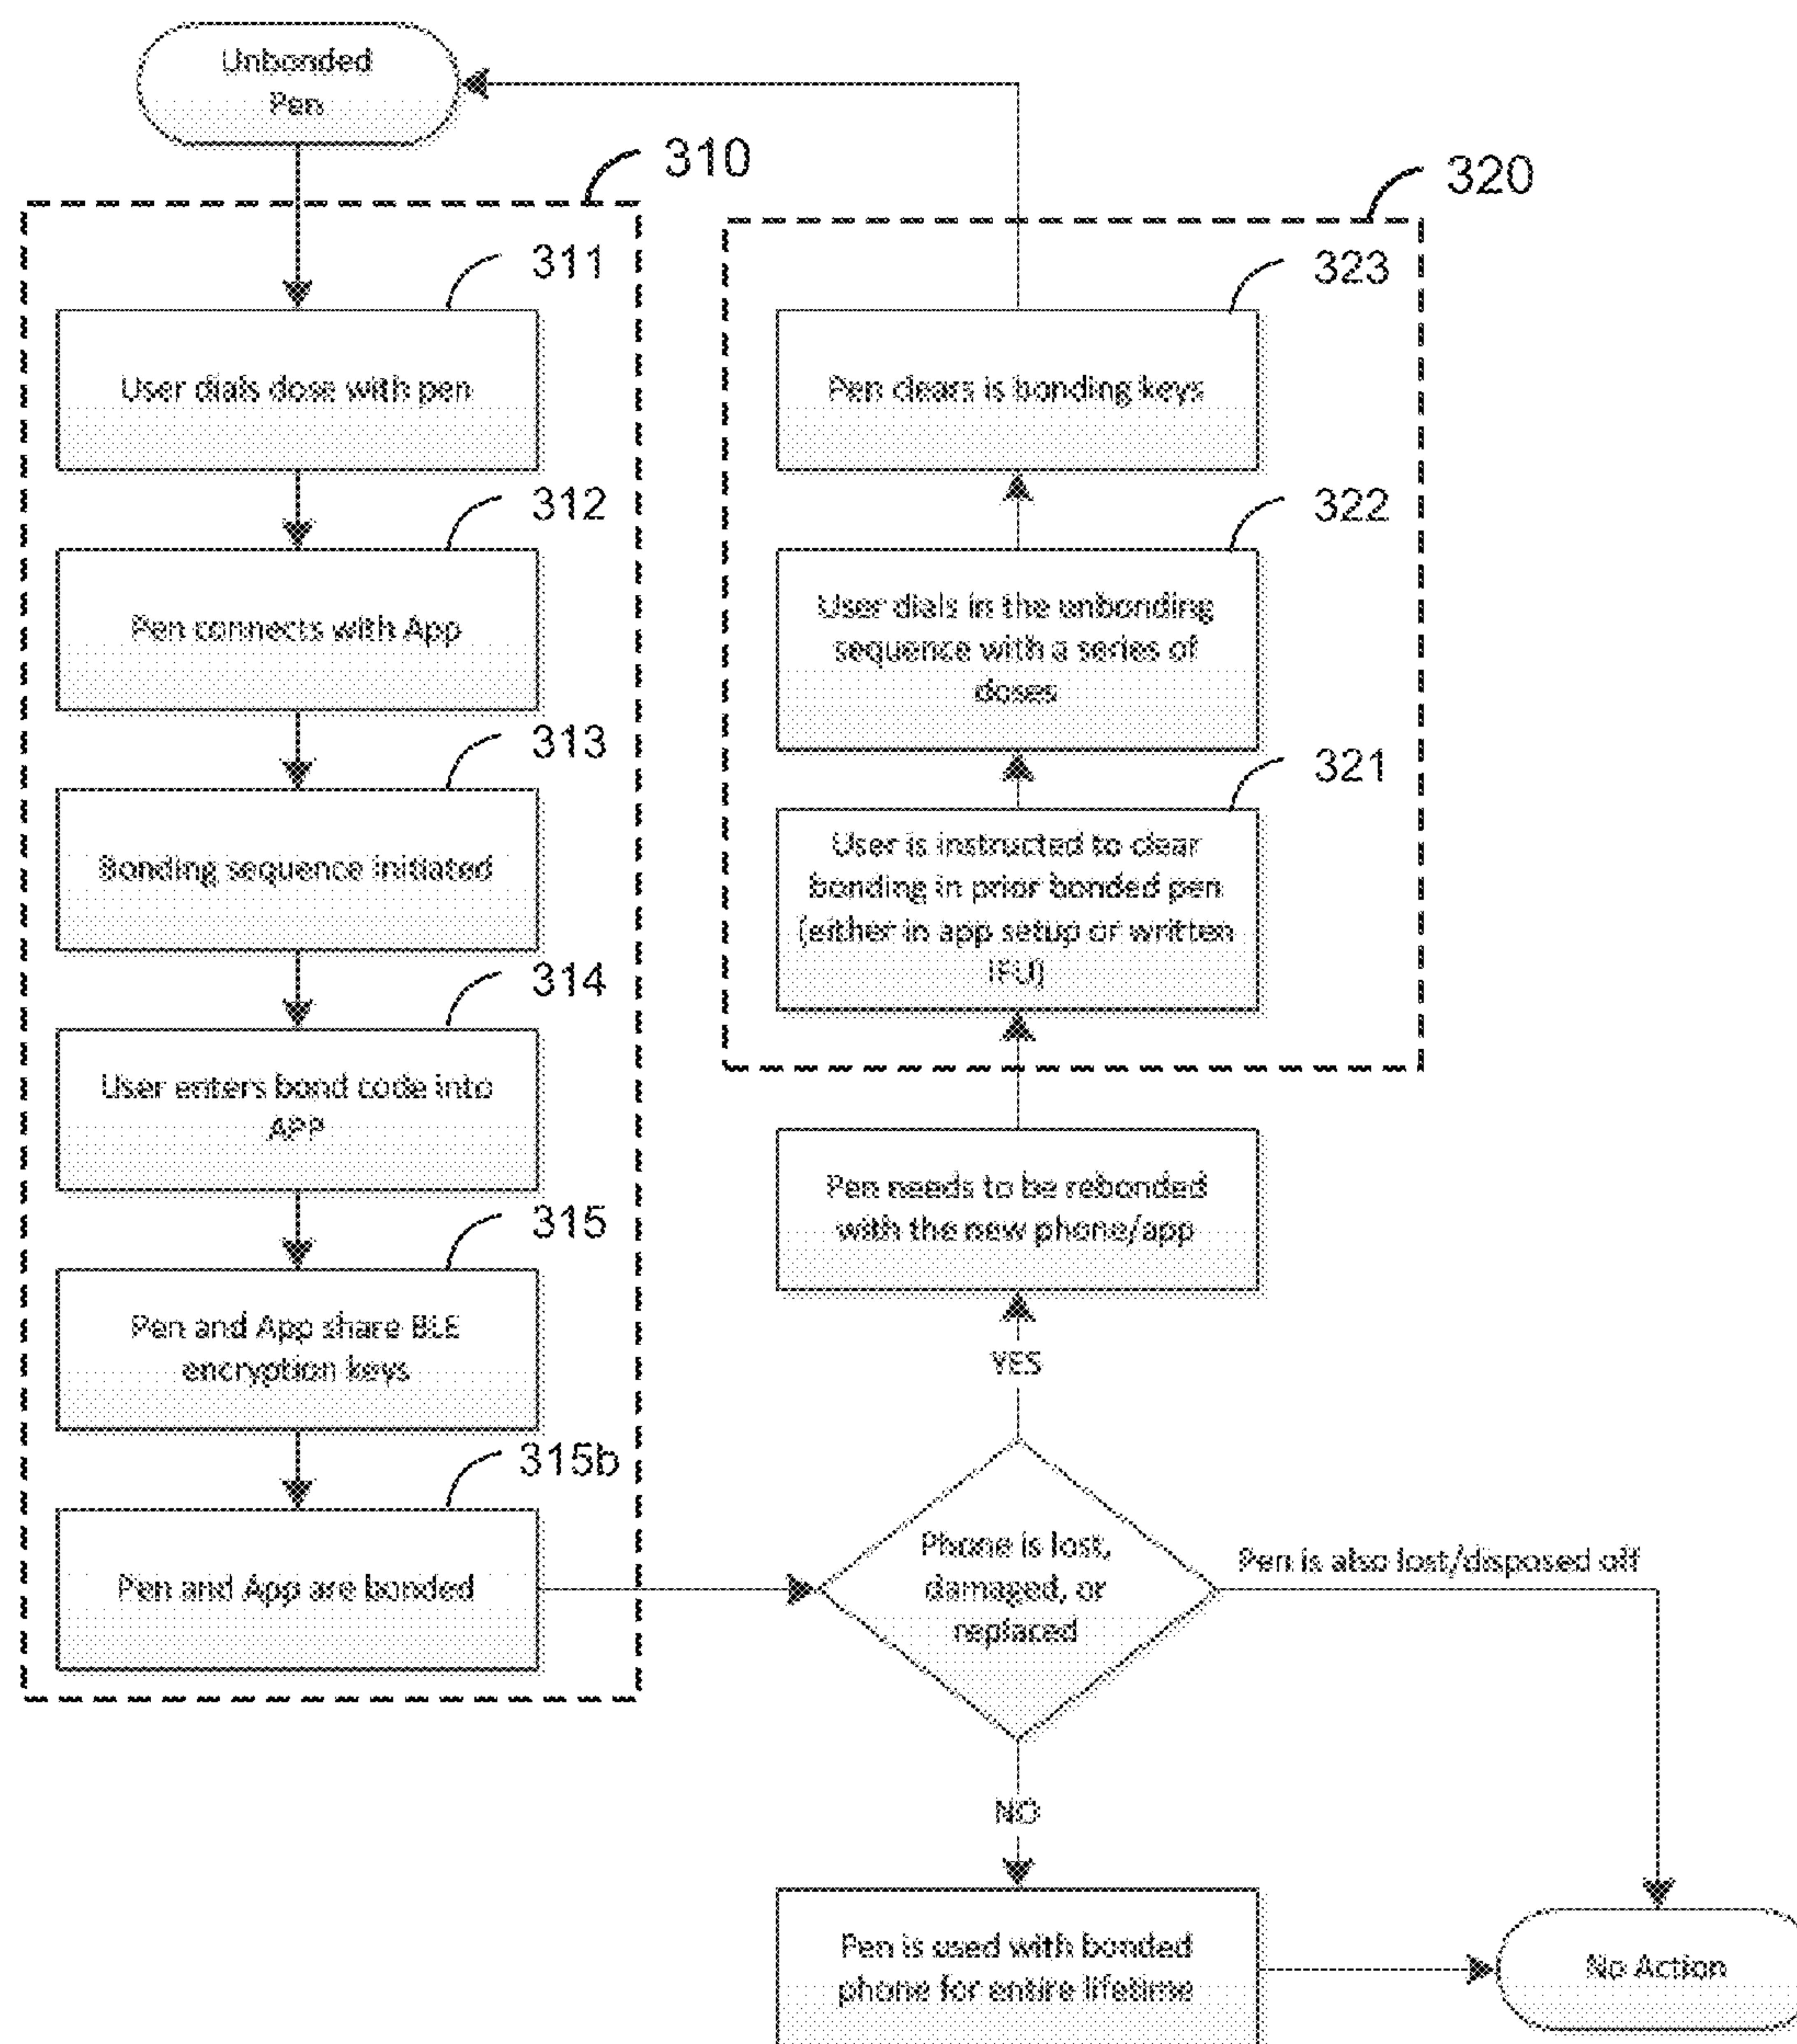 Unbonded
Pen
310
311
User dials dose with pen
312
Pen connects with App
313
Bonding sequence initiated
314
User enters bond code into
APP
315
Pen and App share BLE
encryption keys
315b
Pen and App are bonded
320
323
Pen clears is bonding keys
322
User dials in the unbonding
sequence with a series of
doses
321
User is instructed to clear
bonding in prior bonded pen
(either in app setup or written
IFU)
Pen needs to be rebonded
with the new phone/app
YES
Phone is lost,
damaged, or
replaced
Pen is also lost/disposed off
NO
Pen is used with bonded
phone for entire lifetime
No Action